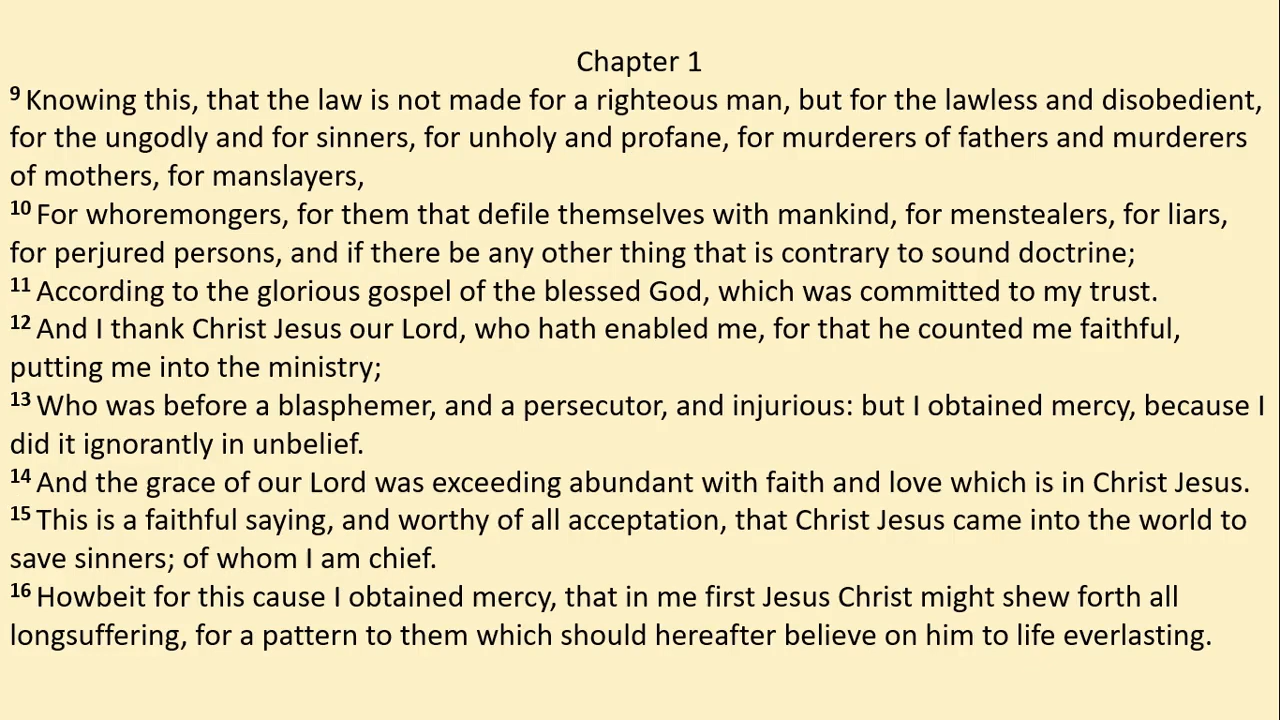 Chapter 1
9 Knowing this, that the law is not made for a righteous man, but for the lawless and disobedient,
for the ungodly and for sinners, for unholy and profane, for murderers of fathers and murderers
of mothers, for manslayers,
10 For whoremongers, for them that defile themselves with mankind, for menstealers, for liars,
for perjured persons, and if there be any other thing that is contrary to sound doctrine;
11 According to the glorious gospel of the blessed God, which was committed to my trust.
12 And I thank Christ Jesus our Lord, who hath enabled me, for that he counted me faithful,
putting me into the ministry;
13 Who was before a blasphemer, and a persecutor, and injurious: but I obtained mercy, because I
did it ignorantly in unbelief.
14 And the grace of our Lord was exceeding abundant with faith and love which is in Christ Jesus.
15 This is a faithful saying, and worthy of all acceptation, that Christ Jesus came into the world to
save sinners; of whom I am chief.
16 Howbeit for this cause I obtained mercy, that in me first Jesus Christ might shew forth all
longsuffering, for a pattern to them which should hereafter believe on him to life everlasting.